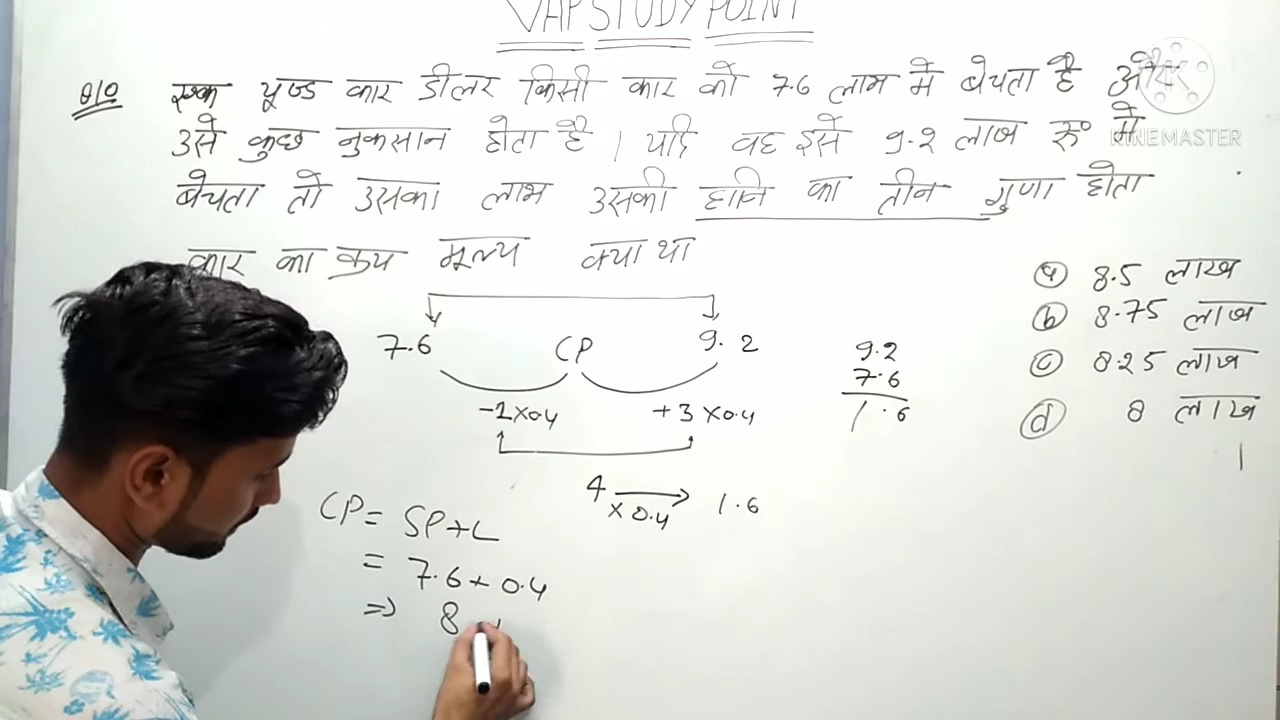 VAP STUDY POINT
Q10 एक यूज्ड कार डीलर किसी कार को 7.6 लाभ में बेचता है और
उसे कुछ नुकसान होता है । यदि वह इसे 9.2 लाख रु० में
KINEMASTER
बेचता तो उसका लाभ उसकी हानि का तीन गुणा होता
कार का क्रय मूल्य क्या था
7.6 CP 9.2
-1×0.4 +3×0.4
4 ×0.4 → 1.6
9.2
7.6
1.6
CP = SP+L
= 7.6 + 0.4
⇒ 8
(a) 8.5 लाख
(b) 8.75 लाख
(c) 8.25 लाख
(d) 8 लाख